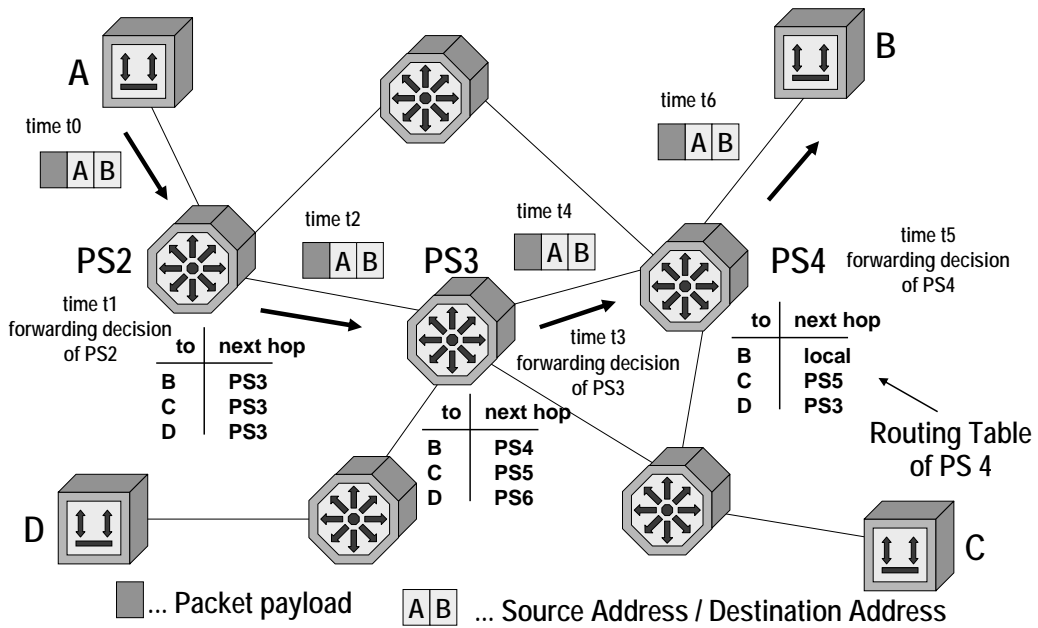 A
B
time t0
A B
time t6
A B
time t2
A B
time t4
A B
PS2
PS3
PS4
time t5
forwarding decision
of PS4
time t1
forwarding decision
of PS2
time t3
forwarding decision
of PS3
to next hop
B PS3
C PS3
D PS3
to next hop
B PS4
C PS5
D PS6
to next hop
B local
C PS5
D PS3
Routing Table
of PS 4
D
C
... Packet payload
A B ... Source Address / Destination Address